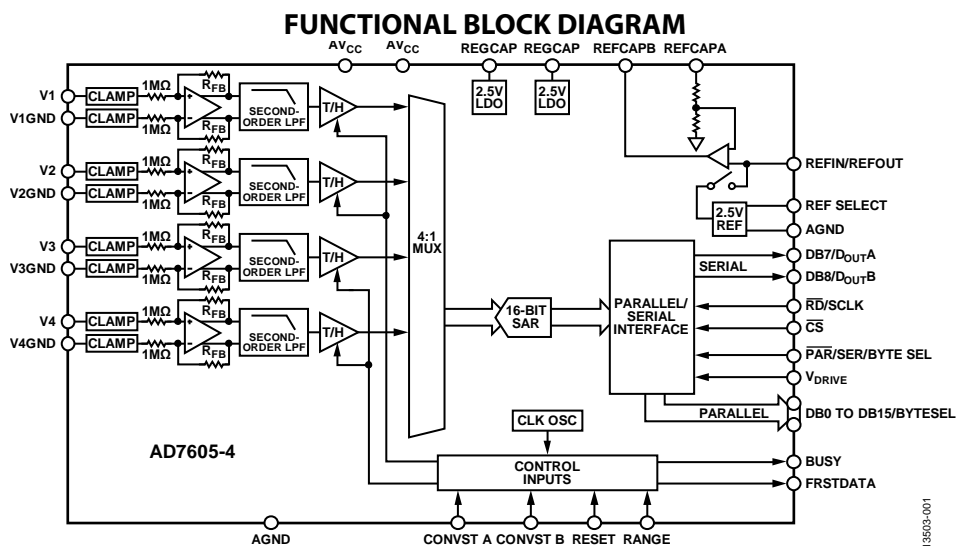 FUNCTIONAL BLOCK DIAGRAM
AVCC AVCC REGCAP REGCAP REFCAPB REFCAPA
V1 CLAMP 1MΩ RFB
V1GND CLAMP 1MΩ RFB
SECOND-
ORDER LPF
T/H
2.5V
LDO
2.5V
LDO
V2 CLAMP 1MΩ RFB
V2GND CLAMP 1MΩ RFB
SECOND-
ORDER LPF
T/H
REFIN/REFOUT
2.5V
REF
REF SELECT
AGND
V3 CLAMP 1MΩ RFB
V3GND CLAMP 1MΩ RFB
SECOND-
ORDER LPF
T/H
4:1
MUX
V4 CLAMP 1MΩ RFB
V4GND CLAMP 1MΩ RFB
SECOND-
ORDER LPF
T/H
16-BIT
SAR
PARALLEL/
SERIAL
INTERFACE
SERIAL
DB7/DOUTA
DB8/DOUTB
RD/SCLK
CS
PAR/SER/BYTE SEL
VDRIVE
PARALLEL
DB0 TO DB15/BYTESEL
AD7605-4
CLK OSC
CONTROL
INPUTS
BUSY
FRSTDATA
AGND
CONVST A CONVST B RESET RANGE
13503-001